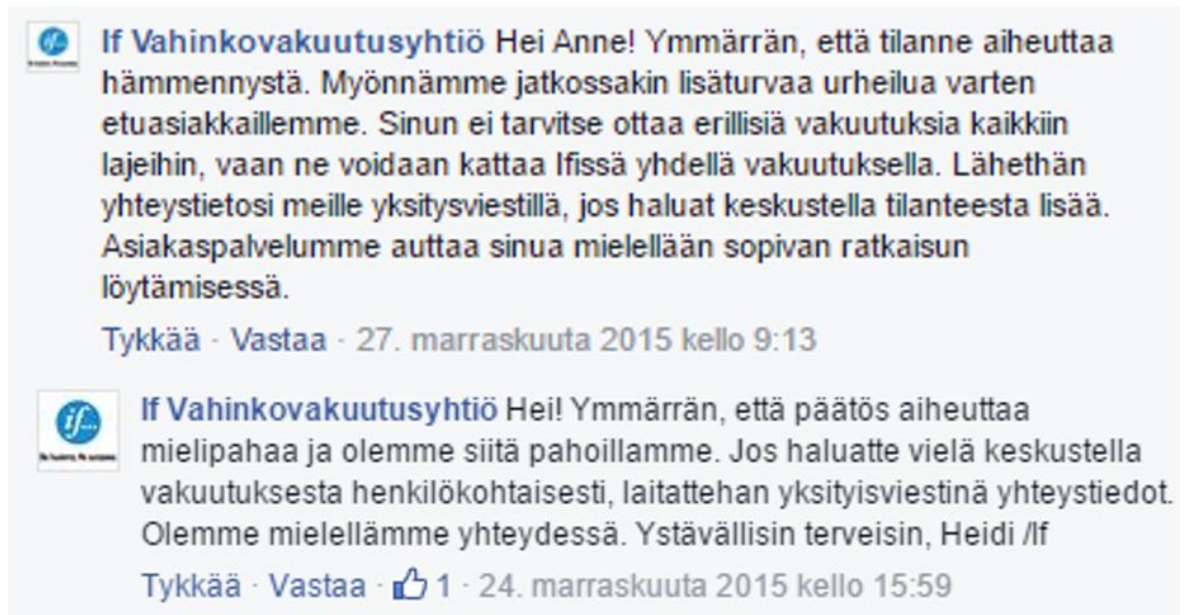 If Vahinkovakuutusyhtiö Hei Anne! Ymmärrän, että tilanne aiheuttaa
hämmennystä. Myönnämme jatkossakin lisäturvaa urheilua varten
etuasiakkaillemme. Sinun ei tarvitse ottaa erillisiä vakuutuksia kaikkiin
lajeihin, vaan ne voidaan kattaa Ifissä yhdellä vakuutuksella. Lähethän
yhteystietosi meille yksitysviestillä, jos haluat keskustella tilanteesta lisää.
Asiakaspalvelumme auttaa sinua mielellään sopivan ratkaisun
löytämisessä.
Tykkää · Vastaa · 27. marraskuuta 2015 kello 9:13
if...
If Vahinkovakuutusyhtiö Hei! Ymmärrän, että päätös aiheuttaa
mielipahaa ja olemme siitä pahoillamme. Jos haluatte vielä keskustella
vakuutuksesta henkilökohtaisesti, laitattehan yksityisviestinä yhteystiedot.
Olemme mielellämme yhteydessä. Ystävällisin terveisin, Heidi /If
Tykkää · Vastaa · 1 · 24. marraskuuta 2015 kello 15:59